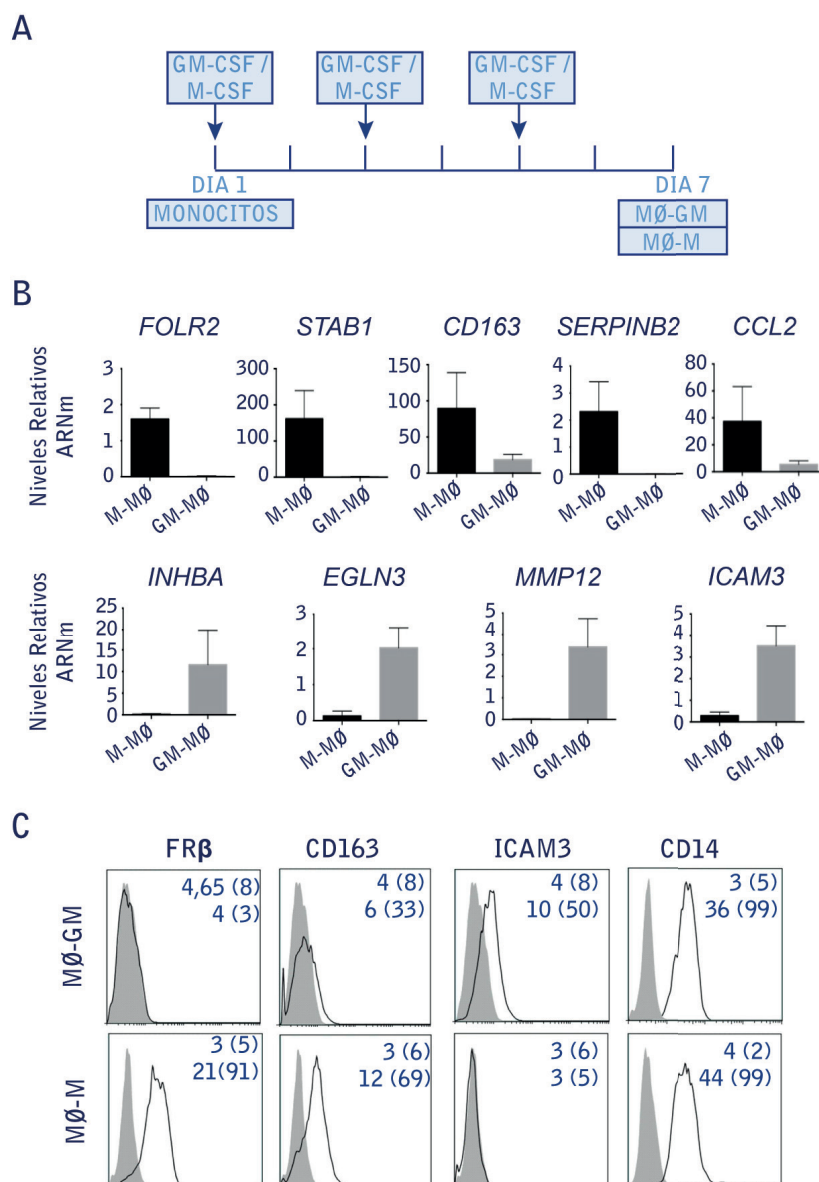 A
GM-CSF / M-CSF
GM-CSF / M-CSF
GM-CSF / M-CSF
DIA 1
MONOCITOS
DIA 7
MØ-GM
MØ-M
B
FOLR2
STAB1
CD163
SERPINB2
CCL2
Niveles Relativos ARNm
3
2
1
0
M-MØ
GM-MØ
300
200
100
0
M-MØ
GM-MØ
150
100
50
0
M-MØ
GM-MØ
4
3
2
1
0
M-MØ
GM-MØ
80
60
40
20
0
M-MØ
GM-MØ
INHBA
EGLN3
MMP12
ICAM3
Niveles Relativos ARNm
25
20
15
10
5
0
M-MØ
GM-MØ
3
2
1
0
M-MØ
GM-MØ
5
4
3
2
1
0
M-MØ
GM-MØ
5
4
3
2
1
0
M-MØ
GM-MØ
C
FRβ
CD163
ICAM3
CD14
MØ-GM
4,65 (8)
4 (3)
4 (8)
6 (33)
4 (8)
10 (50)
3 (5)
36 (99)
MØ-M
3 (5)
21(91)
3 (6)
12 (69)
3 (6)
3 (5)
4 (2)
44 (99)